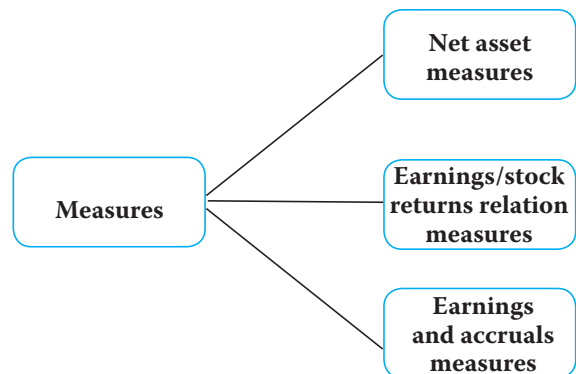 Measures
Net asset
measures
Earnings/stock
returns relation
measures
Earnings
and accruals
measures